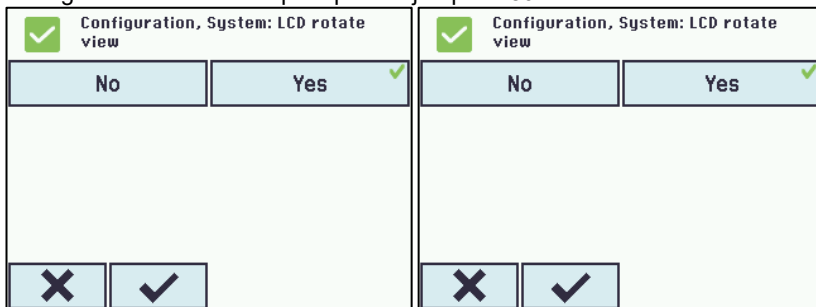 Configuration, System: LCD rotate
view
No Yes
Configuration, System: LCD rotate
view
No Yes